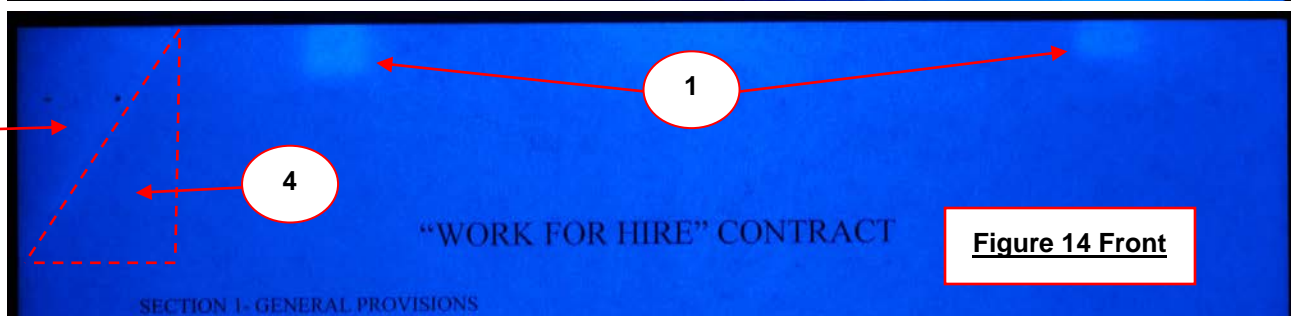 1
4
“WORK FOR HIRE” CONTRACT
Figure 14 Front
SECTION 1- GENERAL PROVISIONS